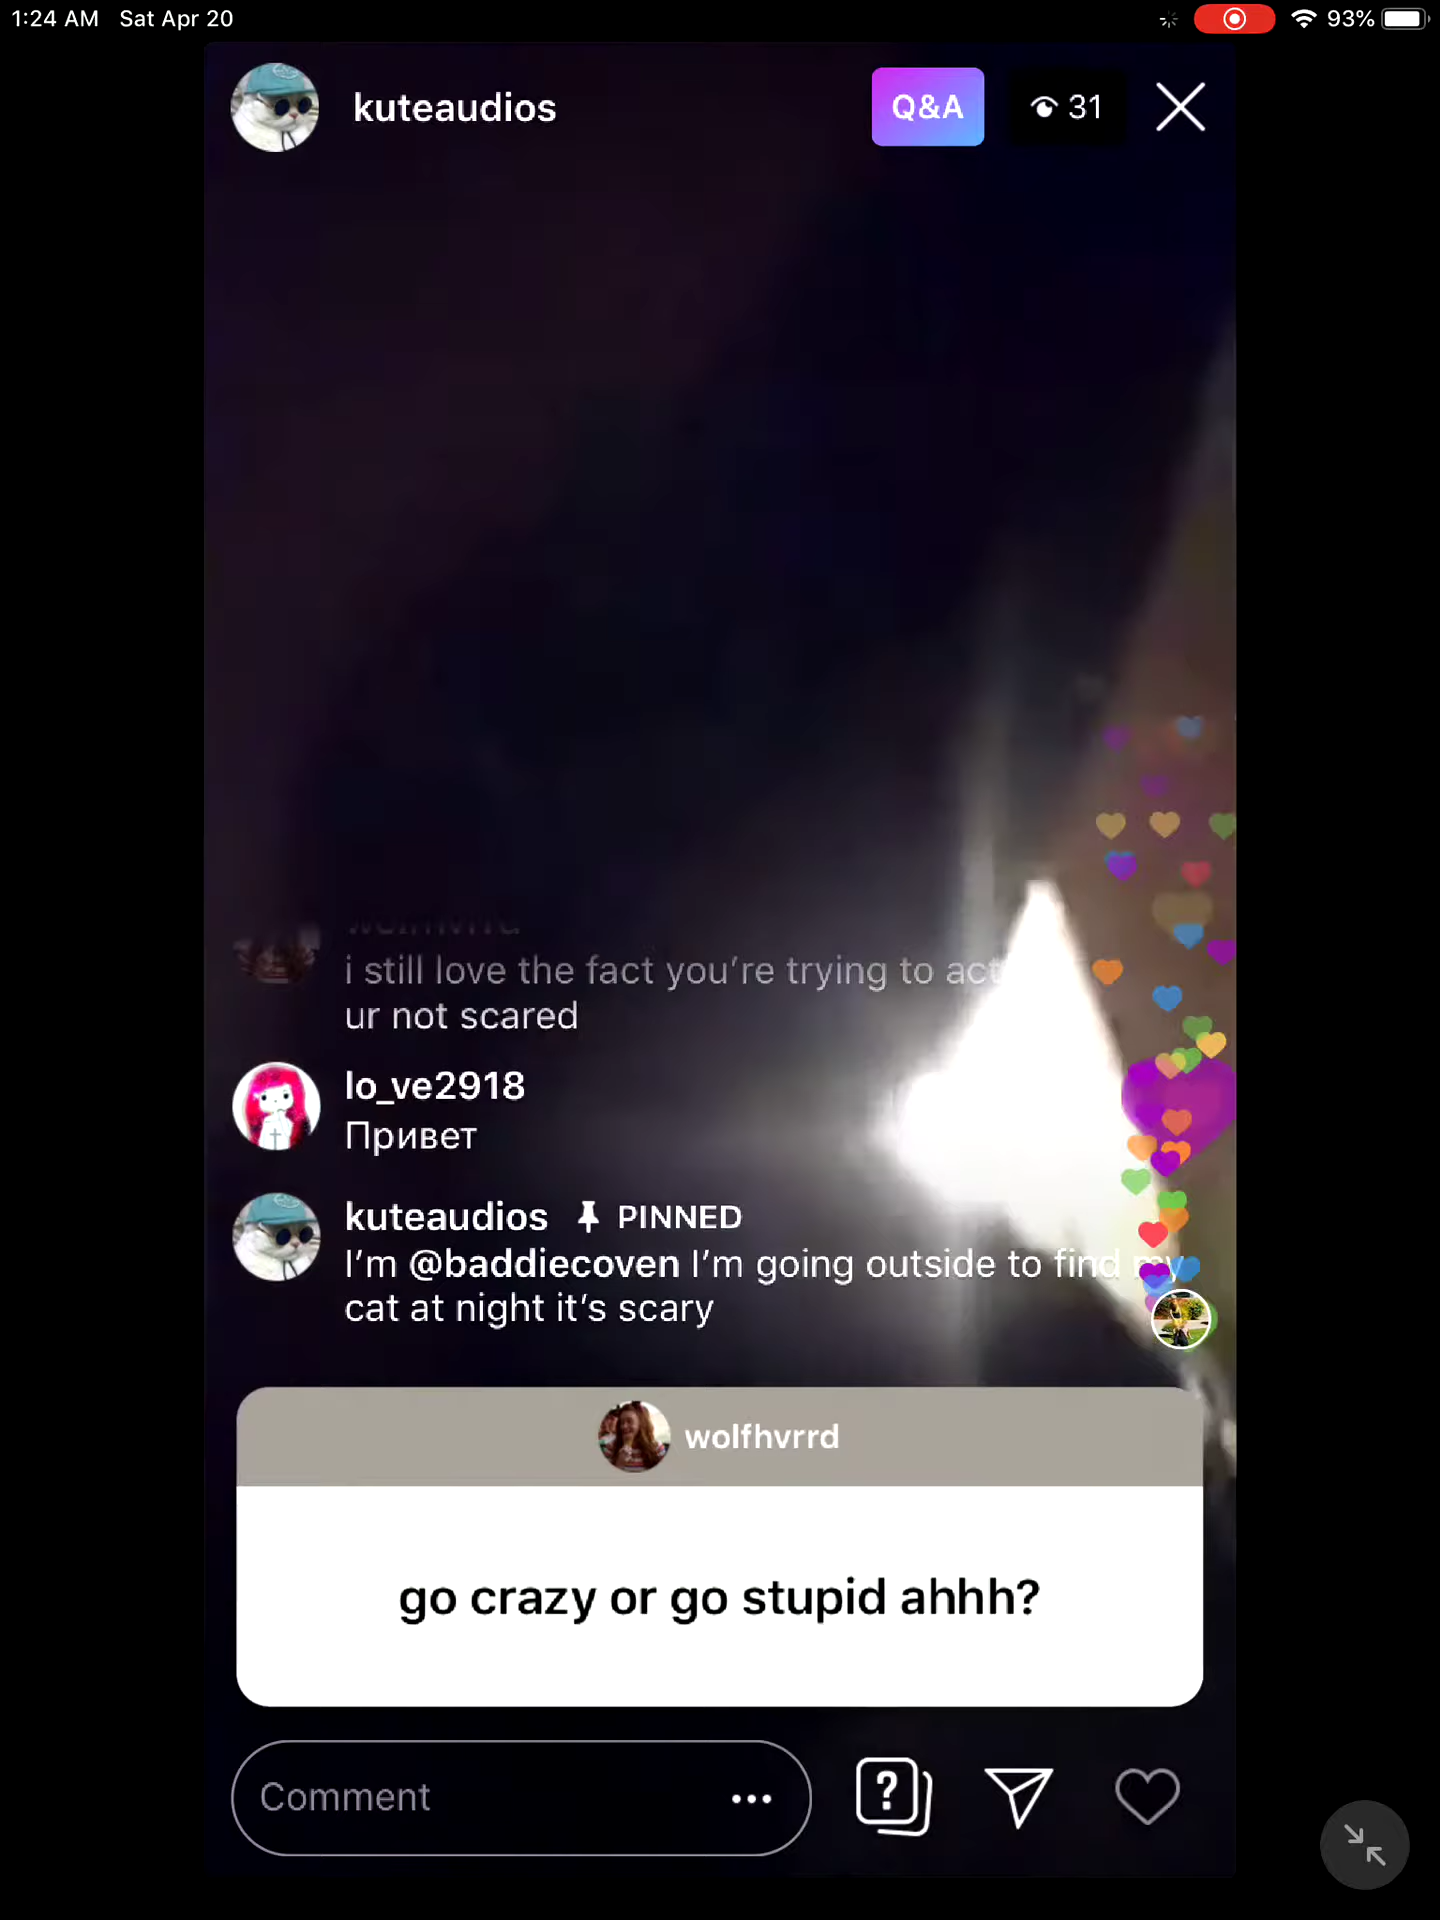 1:24 AM Sat Apr 20
93%
kuteaudios
Q&A
31
i still love the fact you're trying to act
ur not scared
lo_ve2918
Привет
kuteaudios PINNED
I'm @baddiecoven I'm going outside to find my
cat at night it's scary
wolfhvrrd
go crazy or go stupid ahhh?
Comment